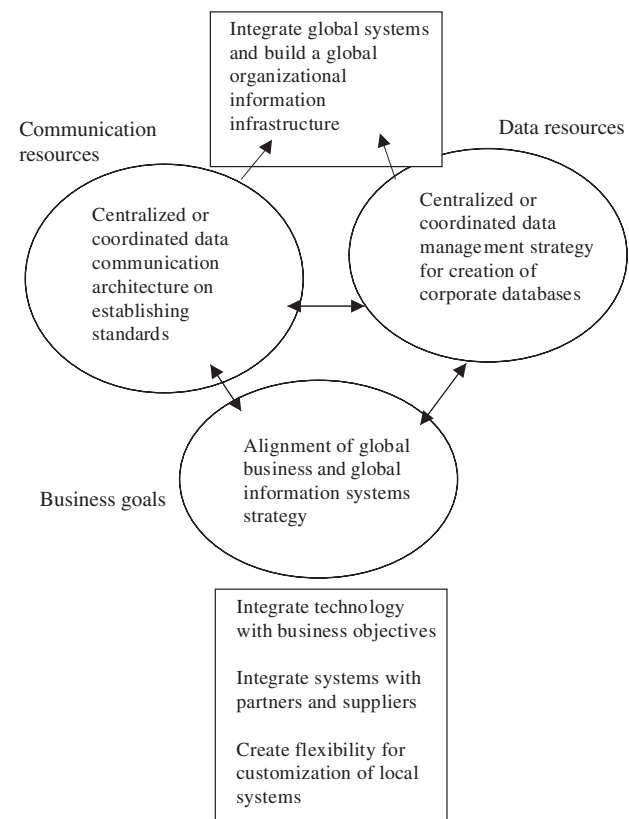 Integrate global systems
and build a global
organizational
information
infrastructure
Communication
resources
Data resources
Centralized or
coordinated data
communication
architecture on
establishing
standards
Centralized or
coordinated data
management strategy
for creation of
corporate databases
Alignment of global
business and global
information systems
strategy
Business goals
Integrate technology
with business objectives
Integrate systems with
partners and suppliers
Create flexibility for
customization of local
systems